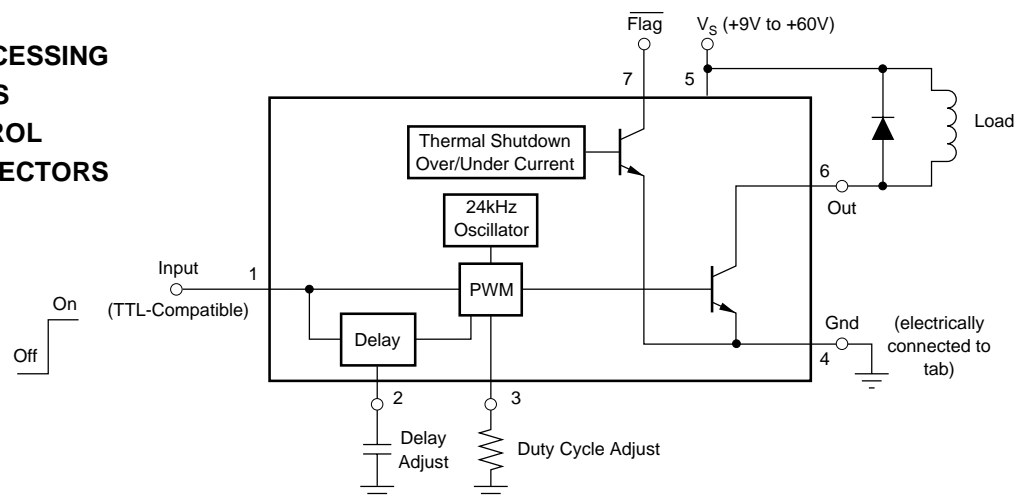 CESSING
S
ROL
ECTORS
Flag
VS (+9V to +60V)
7
5
Thermal Shutdown
Over/Under Current
Load
6
Out
24kHz
Oscillator
Input
1
(TTL-Compatible)
PWM
On
Off
Delay
Gnd
4
(electrically
connected to
tab)
2
3
Delay
Adjust
Duty Cycle Adjust